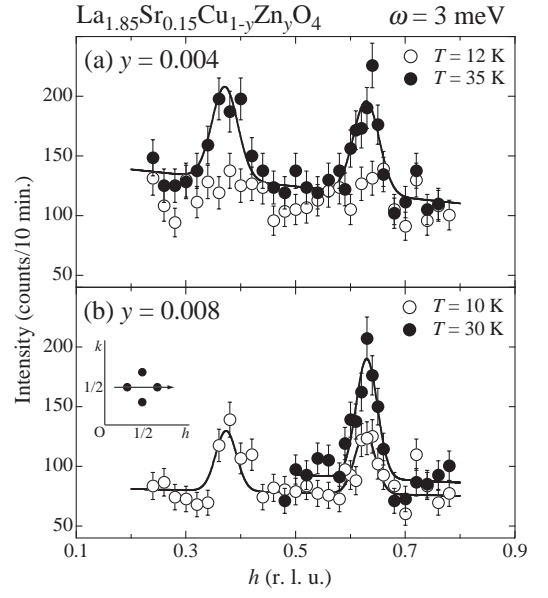 La1.85Sr0.15Cu1-yZnyO4 ω = 3 meV
(a) y = 0.004
T = 12 K
T = 35 K
200
150
100
50
Intensity (counts/10 min.)
(b) y = 0.008
T = 10 K
T = 30 K
k
1/2
O 1/2 h
200
150
100
50
0.1 0.3 0.5 0.7 0.9
h (r. l. u.)